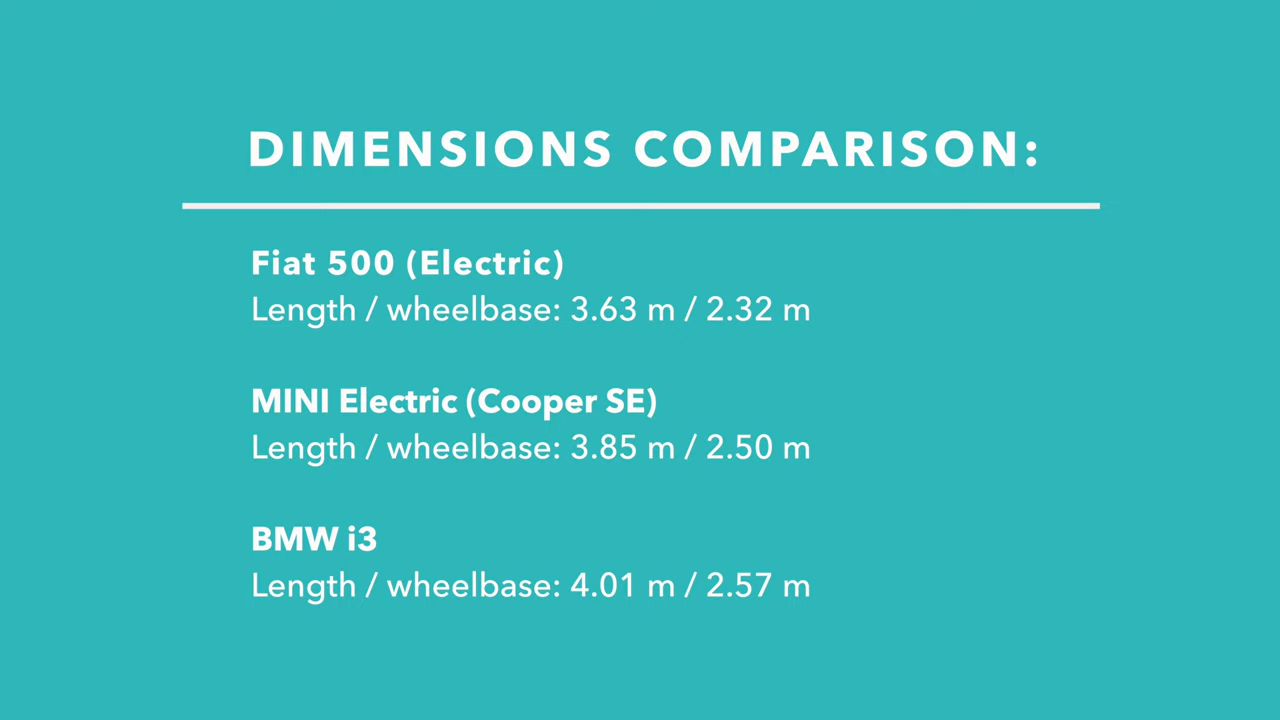 DIMENSIONS COMPARISON:
Fiat 500 (Electric)
Length / wheelbase: 3.63 m / 2.32 m
MINI Electric (Cooper SE)
Length / wheelbase: 3.85 m / 2.50 m
BMW i3
Length / wheelbase: 4.01 m / 2.57 m